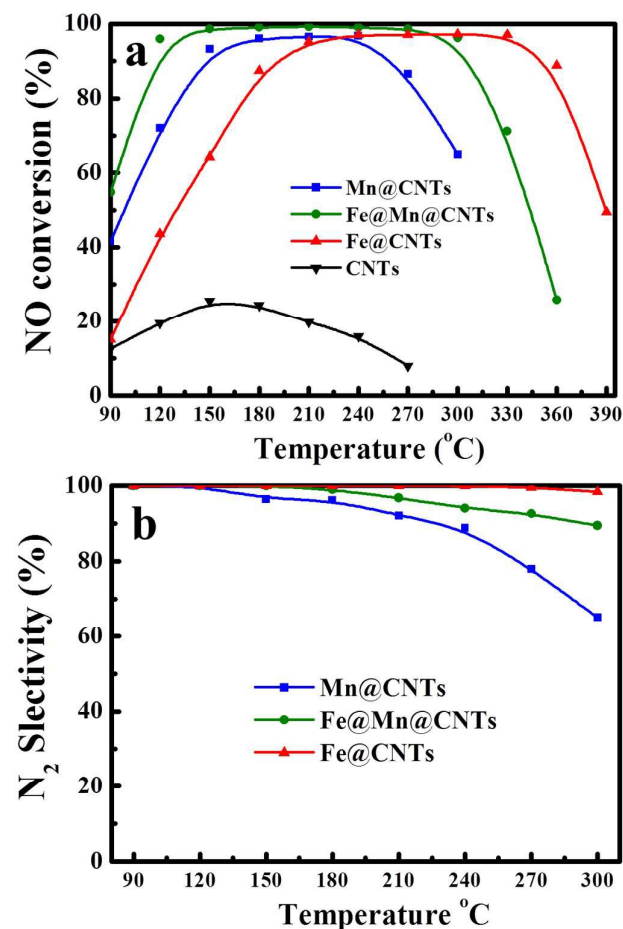 a
NO conversion (%)
100
80
60
40
20
0
Mn@CNTs
Fe@Mn@CNTs
Fe@CNTs
CNTs
90 120 150 180 210 240 270 300 330 360 390
Temperature (°C)
b
N₂ Slectivity (%)
100
80
60
40
20
0
Mn@CNTs
Fe@Mn@CNTs
Fe@CNTs
90 120 150 180 210 240 270 300
Temperature °C